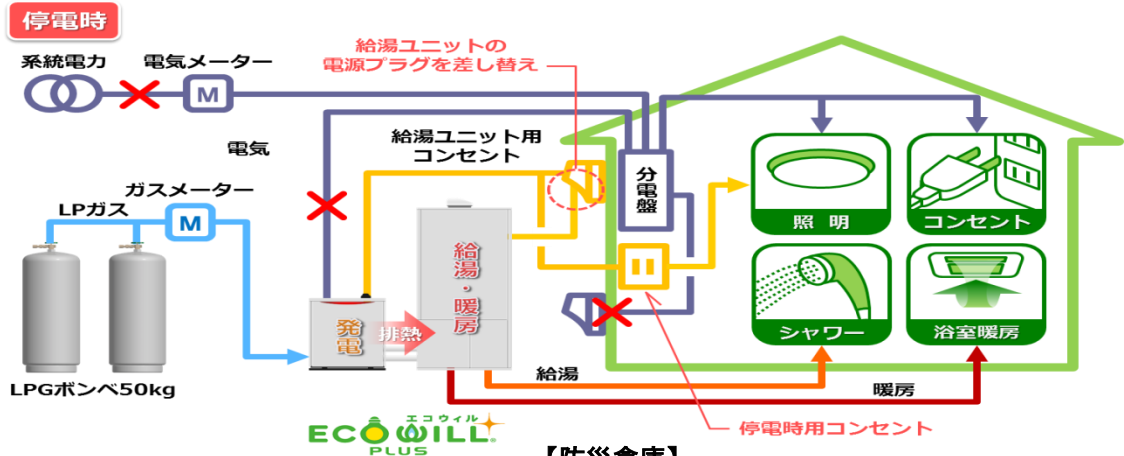 停電時
系統電力
電気メーター
M
給湯ユニットの
電源プラグを差し替え
電気
給湯ユニット用
コンセント
ガスメーター
LPガス
M
分電盤
照 明
コンセント
給湯・暖房
発電
排熱
シャワー
浴室暖房
LPGボンベ50kg
給湯
暖房
停電時用コンセント
エコウィル
ECOWILL
PLUS
【防災倉庫】